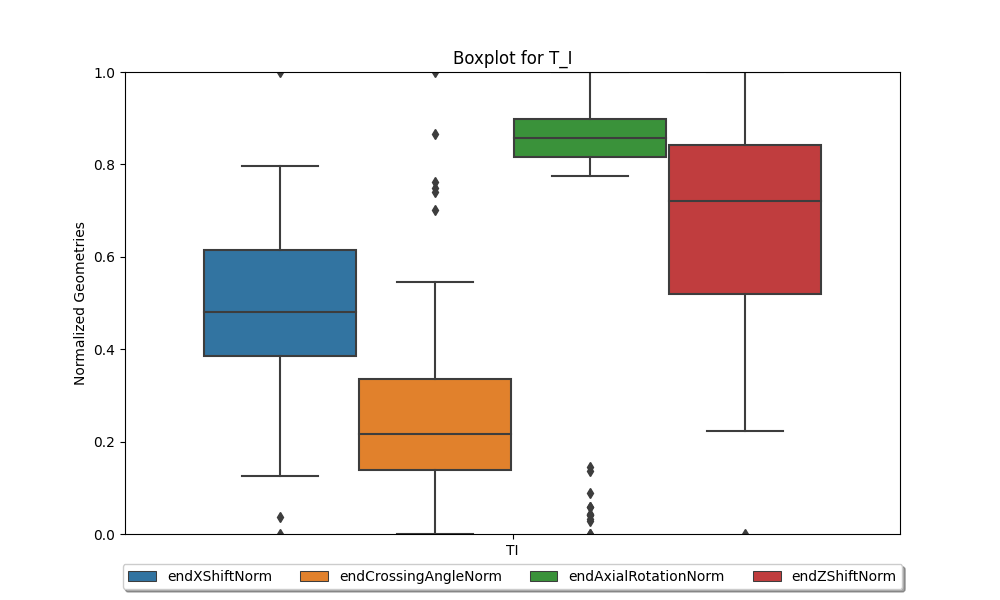 Boxplot for T_I
Normalized Geometries
1.0
0.8
0.6
0.4
0.2
0.0
TI
endXShiftNorm endCrossingAngleNorm endAxialRotationNorm endZShiftNorm